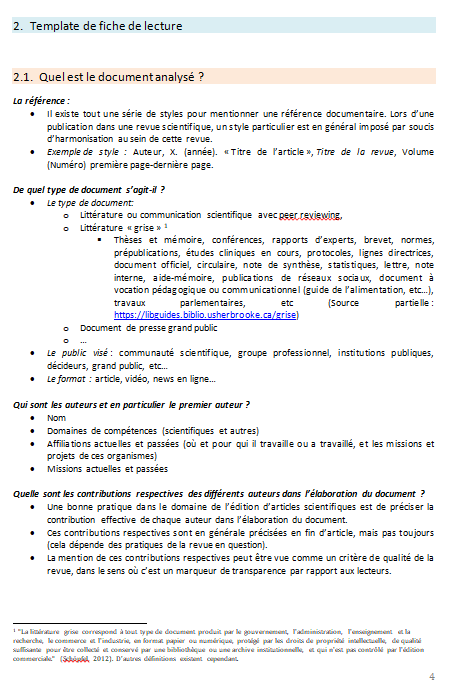 2. Template de fiche de lecture
2.1. Quel est le document analysé ?
La référence :
• Il existe tout une série de styles pour mentionner une référence documentaire. Lors d'une
publication dans une revue scientifique, un style particulier est en général imposé par soucis
d'harmonisation au sein de cette revue.
• Exemple de style : Auteur, X. (année). « Titre de l'article », Titre de la revue, Volume
(Numéro) première page-dernière page.
De quel type de document s'agit-il ?
• Le type de document:
o Littérature ou communication scientifique avec peer reviewing,
o Littérature « grise » 1
▪ Thèses et mémoire, conférences, rapports d'experts, brevet, normes,
prépublications, études cliniques en cours, protocoles, lignes directrices,
document officiel, circulaire, note de synthèse, statistiques, lettre, note
interne, aide-mémoire, publications de réseaux sociaux, document à
vocation pédagogique ou communicationnel (guide de l'alimentation, etc...),
travaux parlementaires, etc (Source partielle :
https://libguides.biblio.usherbrooke.ca/grise)
o Document de presse grand public
o ...
• Le public visé : communauté scientifique, groupe professionnel, institutions publiques,
décideurs, grand public, etc...
• Le format : article, vidéo, news en ligne...
Qui sont les auteurs et en particulier le premier auteur ?
• Nom
• Domaines de compétences (scientifiques et autres)
• Affiliations actuelles et passées (où et pour qui il travaille ou a travaillé, et les missions et
projets de ces organismes)
• Missions actuelles et passées
Quelle sont les contributions respectives des différents auteurs dans l'élaboration du document ?
• Une bonne pratique dans le domaine de l'édition d'articles scientifiques est de préciser la
contribution effective de chaque auteur dans l'élaboration du document.
• Ces contributions respectives sont en générale précisées en fin d'article, mais pas toujours
(cela dépend des pratiques de la revue en question).
• La mention de ces contributions respectives peut être vue comme un critère de qualité de la
revue, dans le sens où c'est un marqueur de transparence par rapport aux lecteurs.
1 "La littérature grise correspond à tout type de document produit par le gouvernement, l'administration, l'enseignement et la
recherche, le commerce et l'industrie, en format papier ou numérique, protégé par les droits de propriété intellectuelle, de qualité
suffisante pour être collecté et conservé par une bibliothèque ou une archive institutionnelle, et qui n'est pas contrôlé par l'édition
commerciale." (Schöpfel, 2012). D'autres définitions existent cependant.
4